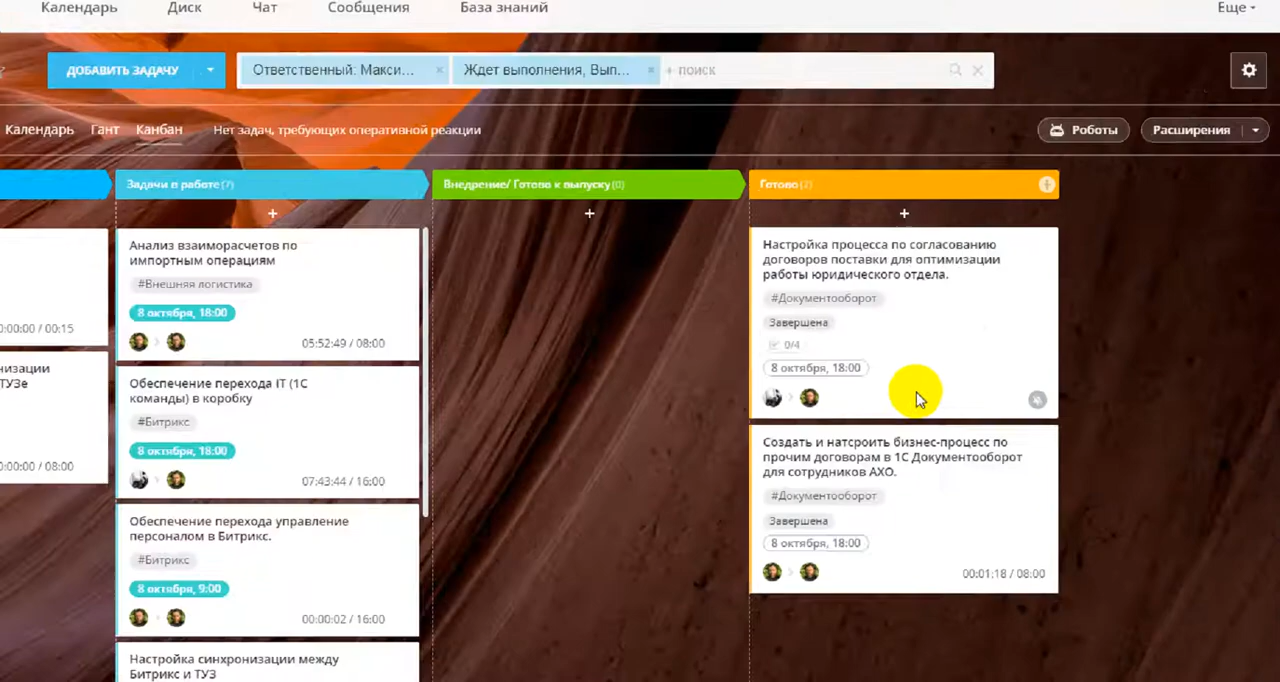 Календарь Диск Чат Сообщения База знаний Еще
ДОБАВИТЬ ЗАДАЧУ Ответственный: Макси... × Ждет выполнения, Вып... × + поиск
Календарь Гант Канбан Нет задач, требующих оперативной реакции Роботы Расширения
Задачи в работе (7) Внедрение/ Готово к выпуску (0) Готово (2)
+ + +
0:00:00 / 00:15
низации
ТУЗе
0:00:00 / 08:00
Анализ взаиморасчетов по
импортным операциям
#Внешняя логистика
8 октября, 18:00
05:52:49 / 08:00
Обеспечение перехода IT (1С
команды) в коробку
#Битрикс
8 октября, 18:00
07:43:44 / 16:00
Обеспечение перехода управление
персоналом в Битрикс.
#Битрикс
8 октября, 9:00
00:00:02 / 16:00
Настройка синхронизации между
Битрикс и ТУЗ
Настройка процесса по согласованию
договоров поставки для оптимизации
работы юридического отдела.
#Документооборот
Завершена
0/4
8 октября, 18:00
Создать и натсроить бизнес-процесс по
прочим договорам в 1С Документооборот
для сотрудников АХО.
#Документооборот
Завершена
8 октября, 18:00
00:01:18 / 08:00